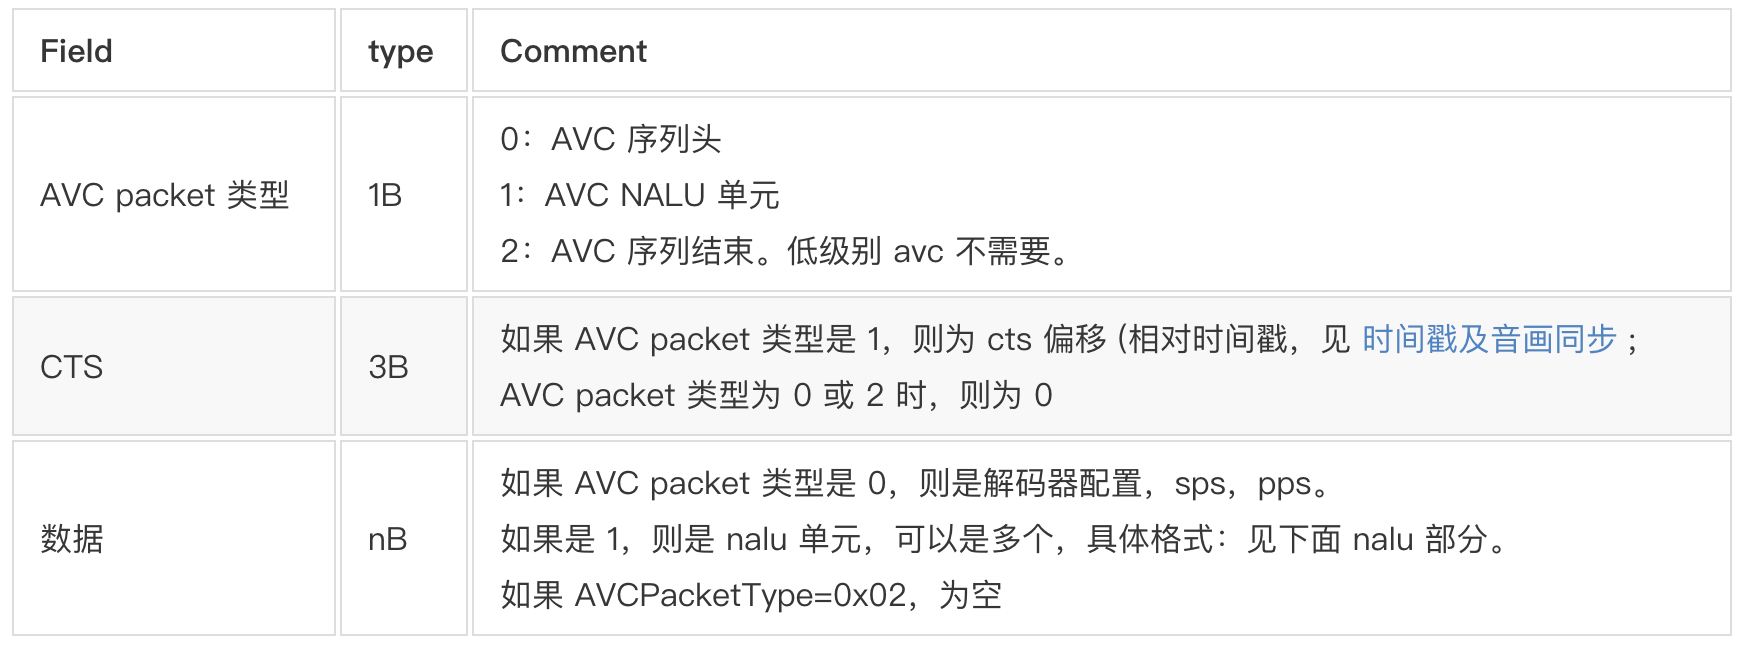 Field type Comment
AVC packet 类型 1B
0：AVC 序列头
1：AVC NALU 单元
2：AVC 序列结束。低级别 avc 不需要。
CTS 3B
如果 AVC packet 类型是 1，则为 cts 偏移 (相对时间戳，见 时间戳及音画同步 ；
AVC packet 类型为 0 或 2 时，则为 0
数据 nB
如果 AVC packet 类型是 0，则是解码器配置，sps，pps。
如果是 1，则是 nalu 单元，可以是多个，具体格式：见下面 nalu 部分。
如果 AVCPacketType=0x02，为空